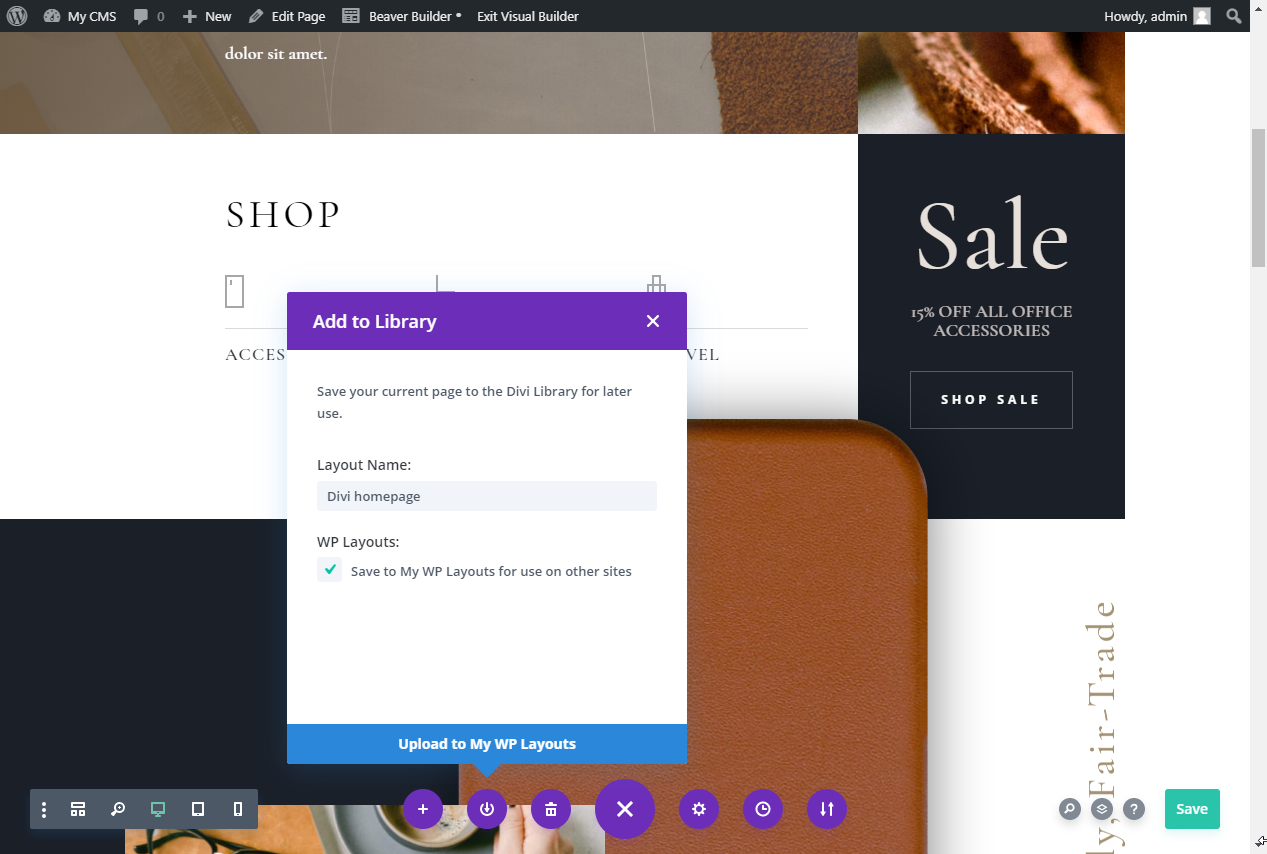 My CMS 0 New Edit Page Beaver Builder • Exit Visual Builder Howdy, admin
dolor sit amet.
SHOP
ACCES
VEL
Sale
15% OFF ALL OFFICE
ACCESSORIES
SHOP SALE
Add to Library
Save your current page to the Divi Library for later
use.
Layout Name:
Divi homepage
WP Layouts:
Save to My WP Layouts for use on other sites
Upload to My WP Layouts
ly, Fair-Trade
?
Save